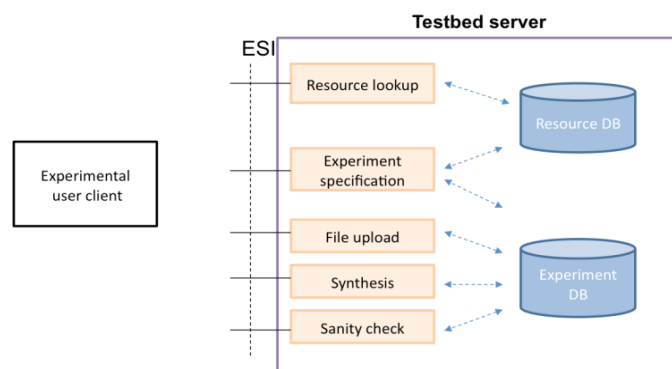 Testbed server
ESI
Resource lookup
Resource DB
Experimental
user client
Experiment
specification
File upload
Synthesis
Experiment
DB
Sanity check